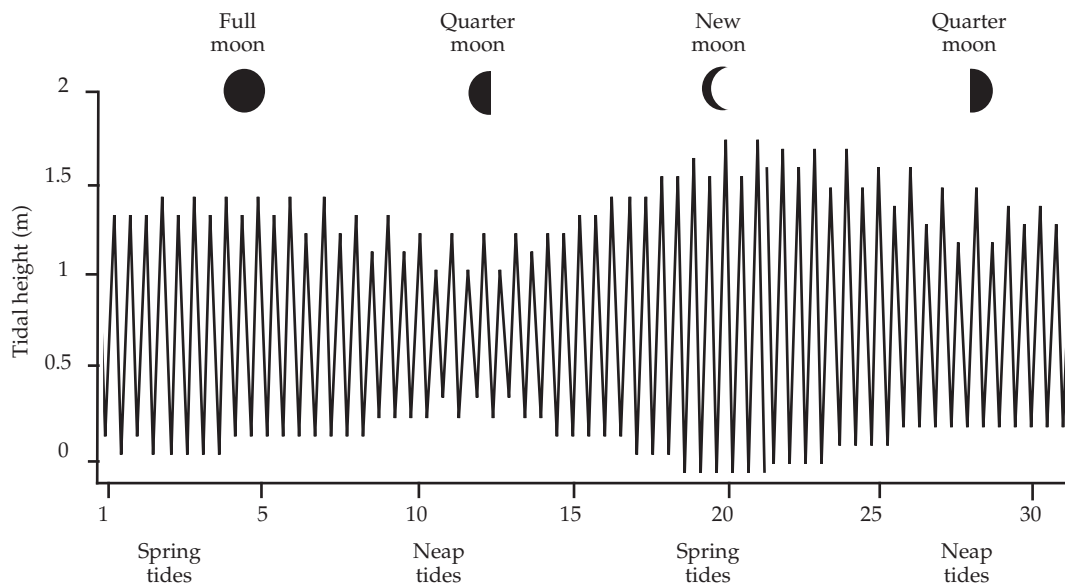 Full
moon
Quarter
moon
New
moon
Quarter
moon
2
1.5
1
0.5
0
Tidal height (m)
1 5 10 15 20 25 30
Spring
tides
Neap
tides
Spring
tides
Neap
tides